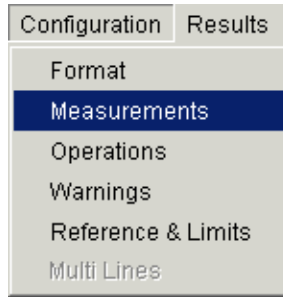 Configuration Results
Format
Measurements
Operations
Warnings
Reference & Limits
Multi Lines